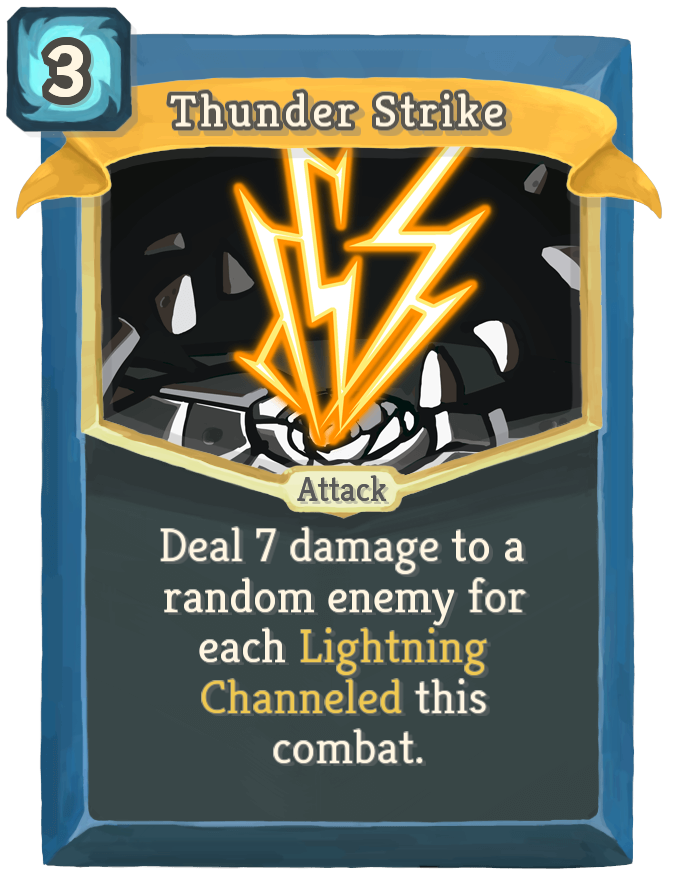 3
Thunder Strike
Attack
Deal 7 damage to a
random enemy for
each Lightning
Channeled this
combat.